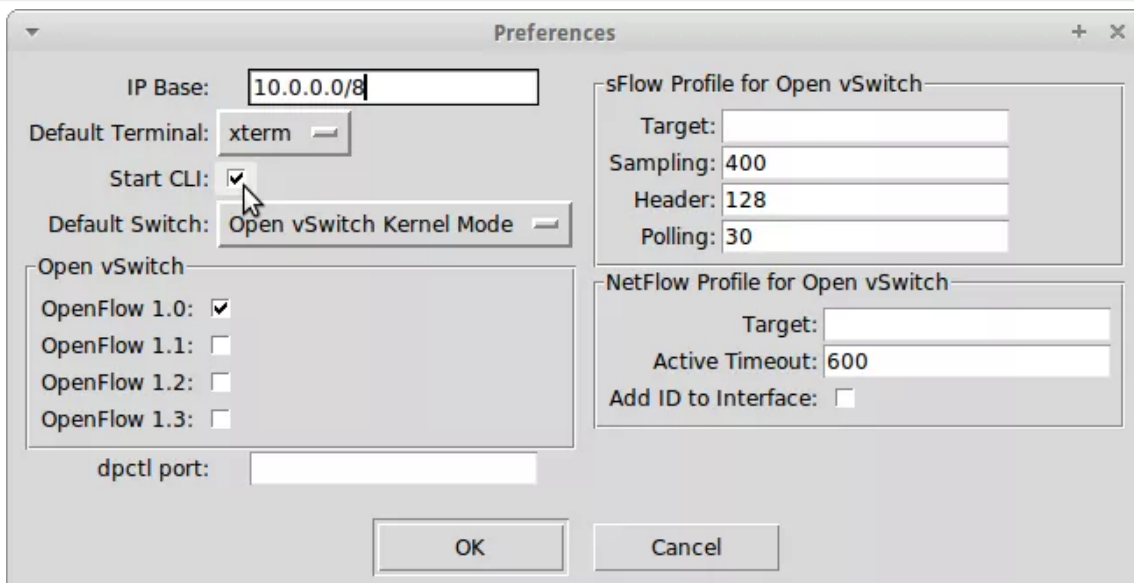 Preferences
IP Base: 10.0.0.0/8
Default Terminal: xterm
Start CLI:
Default Switch: Open vSwitch Kernel Mode
Open vSwitch
OpenFlow 1.0:
OpenFlow 1.1:
OpenFlow 1.2:
OpenFlow 1.3:
dpctl port:
sFlow Profile for Open vSwitch
Target:
Sampling: 400
Header: 128
Polling: 30
NetFlow Profile for Open vSwitch
Target:
Active Timeout: 600
Add ID to Interface:
OK
Cancel